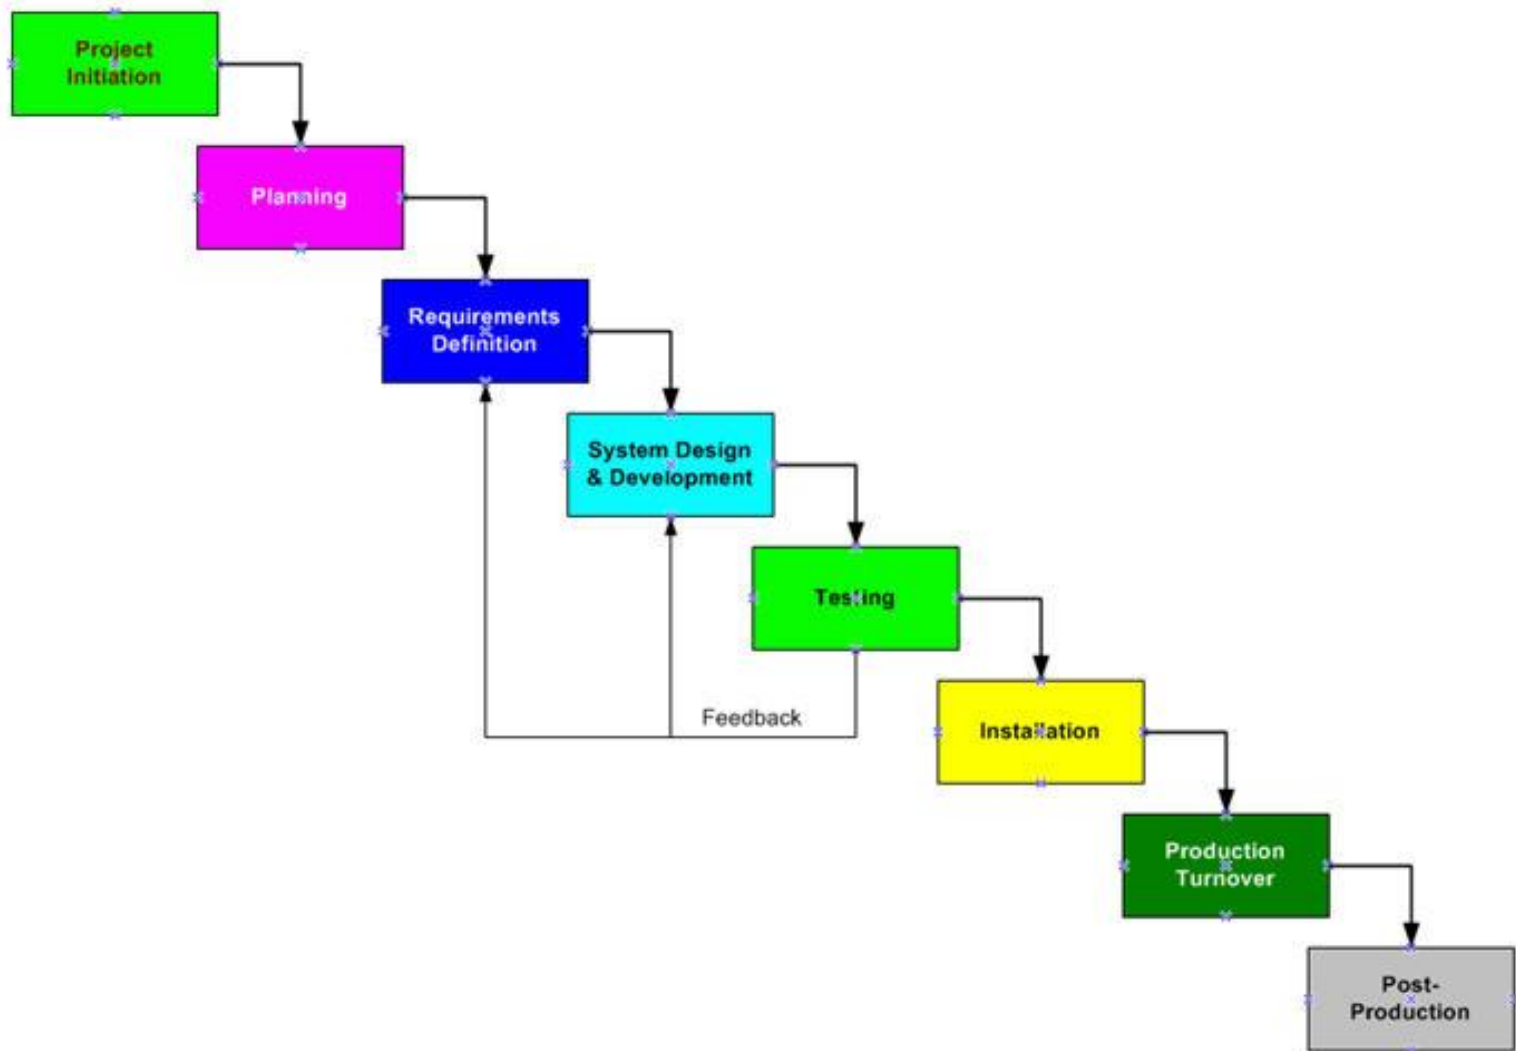 Project
Initiation
Planning
Requirements
Definition
System Design
& Development
Testing
Feedback
Installation
Production
Turnover
Post-
Production